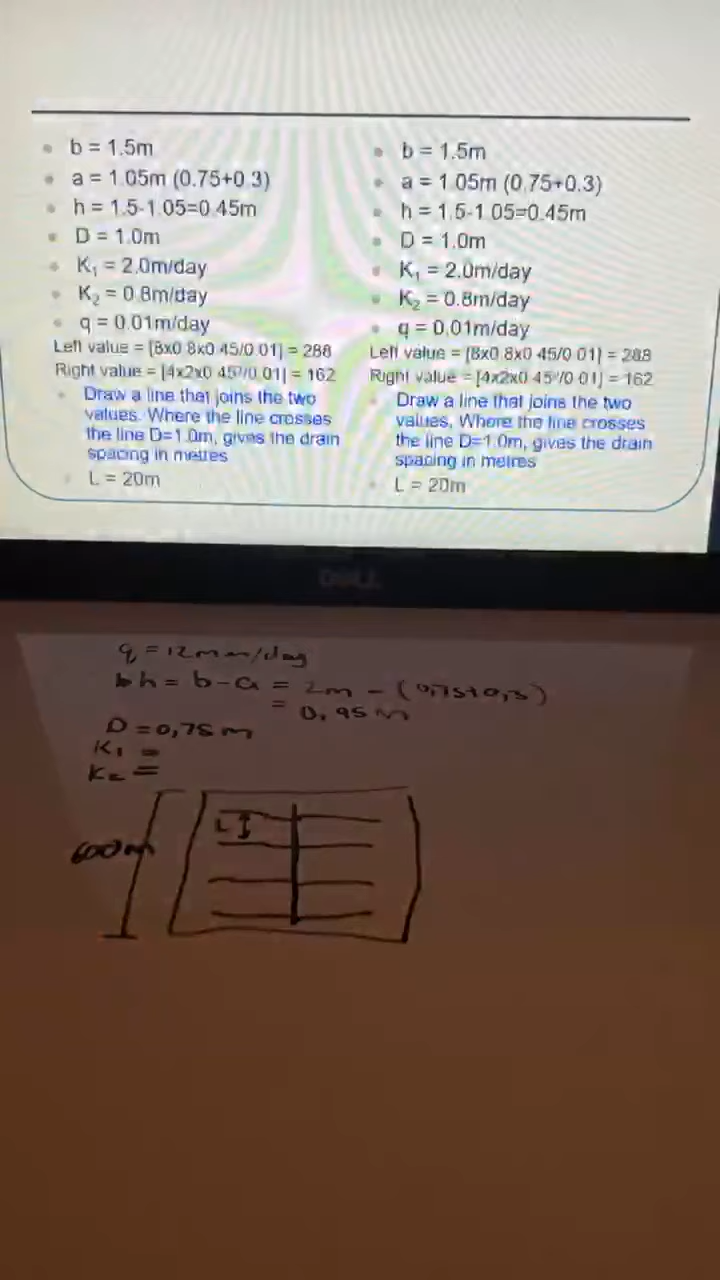 b = 1.5m
a = 1.05m (0.75+0.3)
h = 1.5-1.05=0.45m
D = 1.0m
K₁ = 2.0m/day
K₂ = 0.8m/day
q = 0.01m/day
Left value = [8x0.8x0.45/0.01] = 288
Right value = [4x2x0.45²/0.01] = 162
Draw a line that joins the two
values. Where the line crosses
the line D=1.0m, gives the drain
spacing in metres
L = 20m
b = 1.5m
a = 1.05m (0.75+0.3)
h = 1.5-1.05=0.45m
D = 1.0m
K₁ = 2.0m/day
K₂ = 0.8m/day
q = 0.01m/day
Left value = [8x0.8x0.45/0.01] = 288
Right value = [4x2x0.45²/0.01] = 162
Draw a line that joins the two
values. Where the line crosses
the line D=1.0m, gives the drain
spacing in metres
L = 20m
DELL
q = 12mm/day
h = b-a = 2m - (0,75+0,3)
= 0,95m
D = 0,75m
K₁ =
K₂ =
L
600m